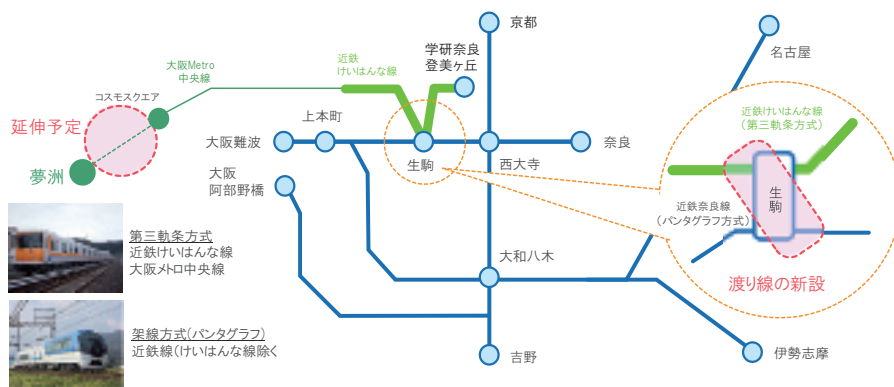 京都
名古屋
大阪Metro
中央線
近鉄
けいはんな線
学研奈良
登美ヶ丘
コスモスクエア
延伸予定
夢洲
上本町
大阪難波
生駒
西大寺
奈良
大阪
阿部野橋
近鉄けいはんな線
(第三軌条方式)
生駒
近鉄奈良線
(パンタグラフ方式)
渡り線の新設
第三軌条方式
近鉄けいはんな線
大阪メトロ中央線
大和八木
架線方式(パンタグラフ)
近鉄線(けいはんな線除く
吉野
伊勢志摩